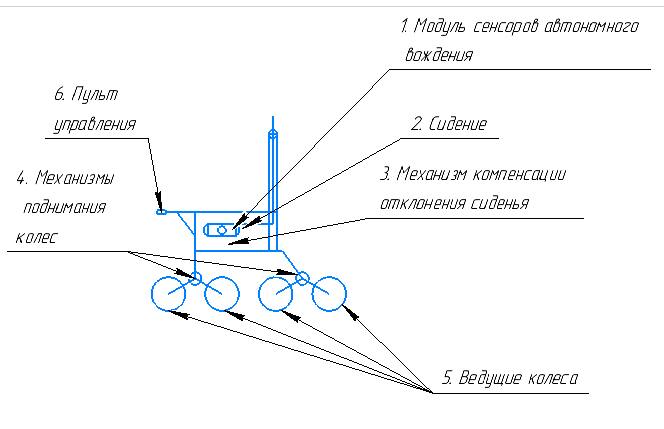 1. Модуль сенсоров автономного
вождения
6. Пульт
управления
2. Сидение
4. Механизмы
поднимания
колес
3. Механизм компенсации
отклонения сиденья
5. Ведущие колеса